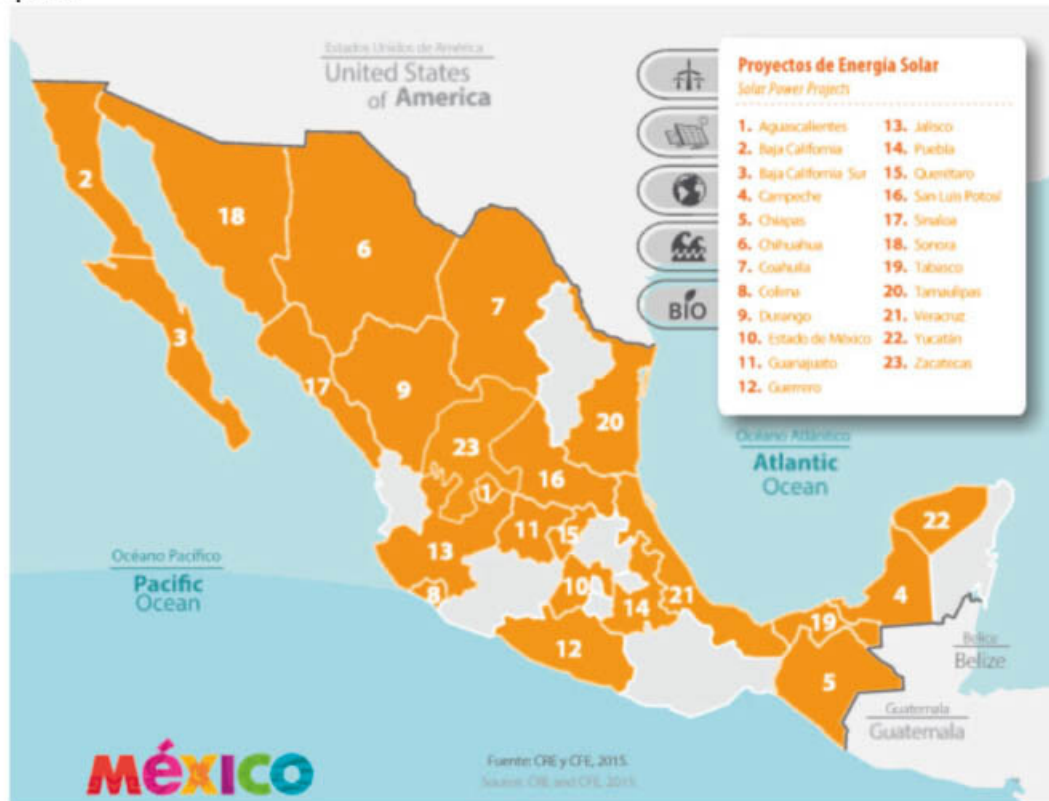 Estados Unidos de América
United States
of America
Proyectos de Energía Solar
Solar Power Projects
1. Aguascalientes
2. Baja California
3. Baja California Sur
4. Campeche
5. Chiapas
6. Chihuahua
7. Coahuila
8. Colima
9. Durango
10. Estado de México
11. Guanajuato
12. Guerrero
13. Jalisco
14. Puebla
15. Querétaro
16. San Luis Potosí
17. Sinaloa
18. Sonora
19. Tabasco
20. Tamaulipas
21. Veracruz
22. Yucatán
23. Zacatecas
BIO
2
18
6
7
3
17
9
20
23
16
1
11
15
13
10
8
14
21
12
22
4
19
5
Océano Atlántico
Atlantic
Ocean
Océano Pacífico
Pacific
Ocean
Belice
Belize
Guatemala
Guatemala
México
Fuente: CRE y CFE, 2015.
Source: CRE and CFE, 2015.